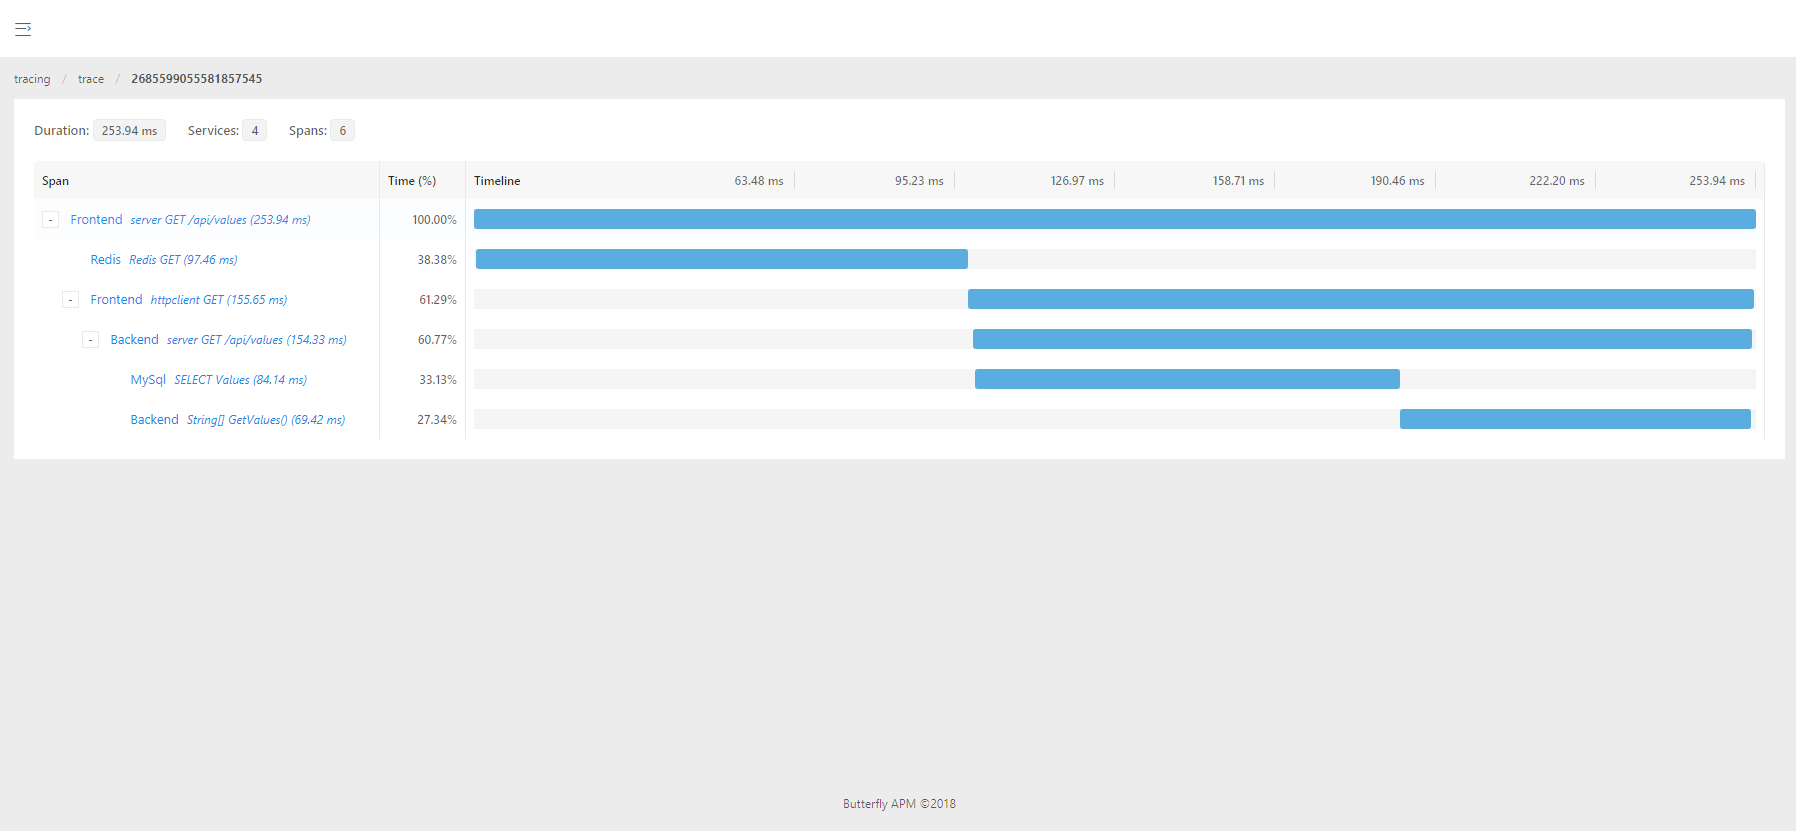 tracing / trace / 2685599055581857545
Duration: 253.94 ms Services: 4 Spans: 6
Span Time (%) Timeline 63.48 ms 95.23 ms 126.97 ms 158.71 ms 190.46 ms 222.20 ms 253.94 ms
- Frontend server GET /api/values (253.94 ms) 100.00%
Redis Redis GET (97.46 ms) 38.38%
- Frontend httpclient GET (155.65 ms) 61.29%
- Backend server GET /api/values (154.33 ms) 60.77%
MySql SELECT Values (84.14 ms) 33.13%
Backend String[] GetValues() (69.42 ms) 27.34%
Butterfly APM ©2018